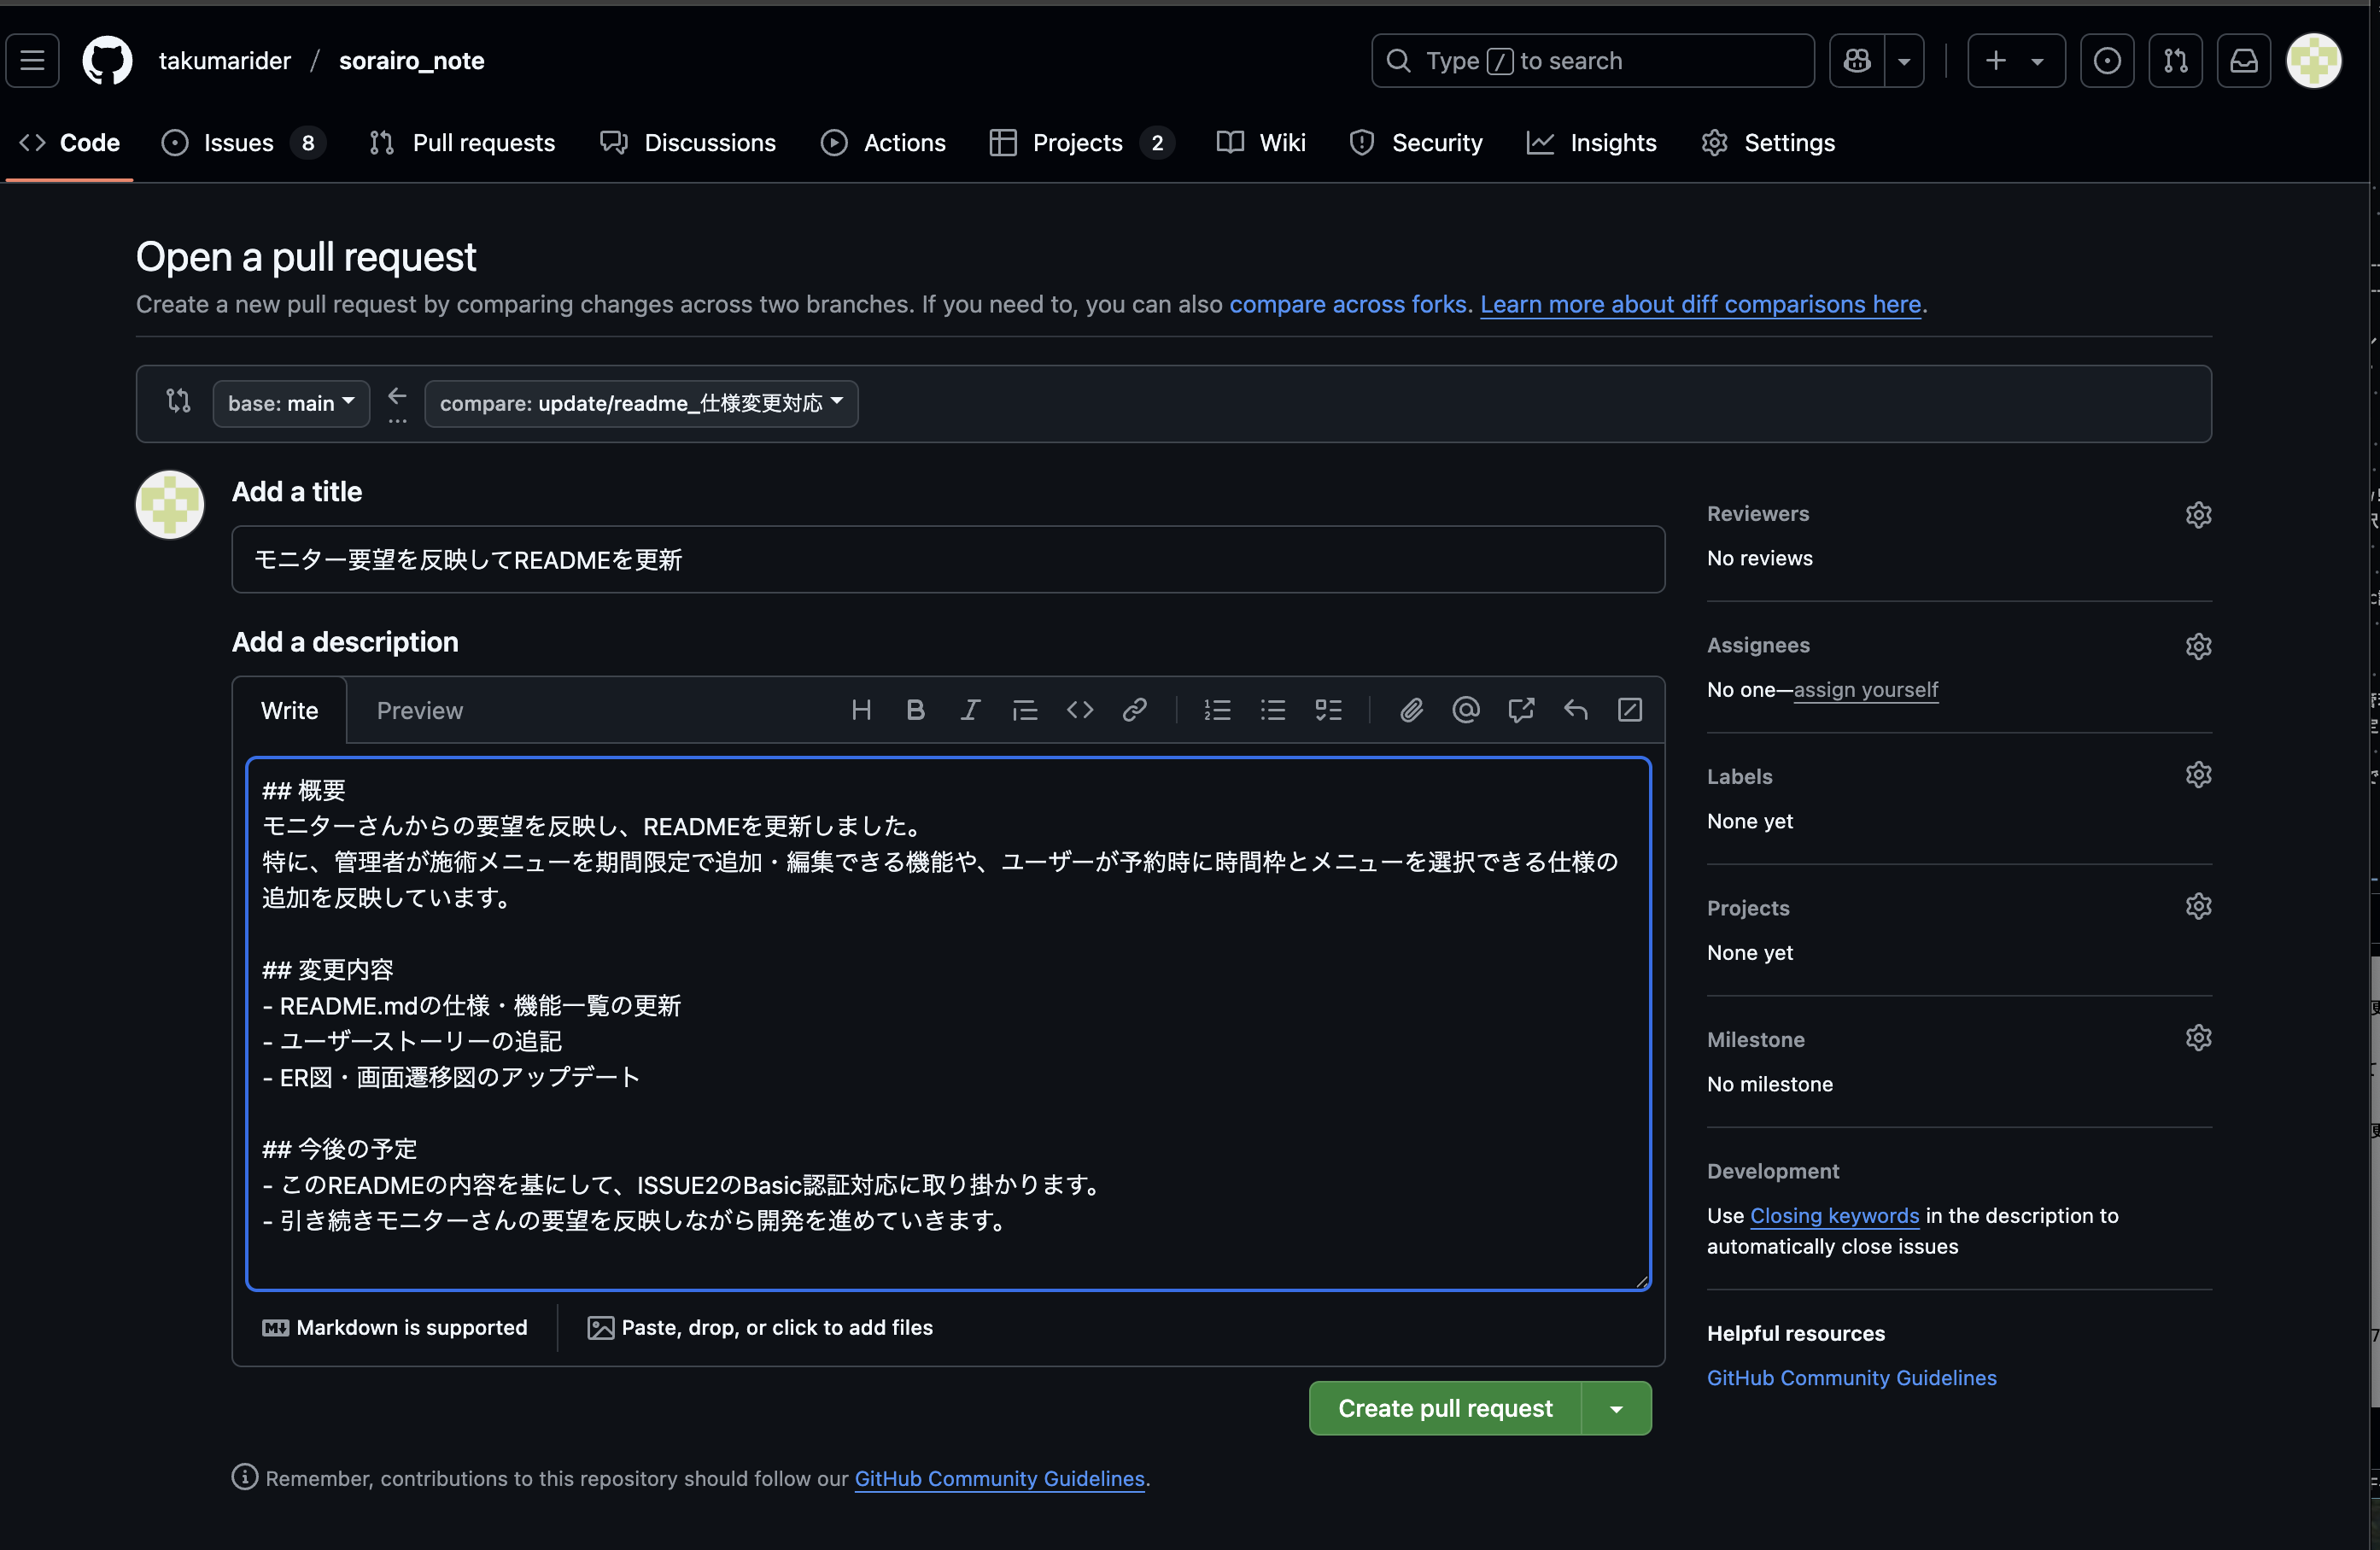 takumarider / sorairo_note
Type / to search
Code
Issues 8
Pull requests
Discussions
Actions
Projects 2
Wiki
Security
Insights
Settings
Open a pull request
Create a new pull request by comparing changes across two branches. If you need to, you can also compare across forks. Learn more about diff comparisons here.
base: main
compare: update/readme_仕様変更対応
Add a title
モニター要望を反映してREADMEを更新
Add a description
Write
Preview
## 概要
モニターさんからの要望を反映し、READMEを更新しました。
特に、管理者が施術メニューを期間限定で追加・編集できる機能や、ユーザーが予約時に時間枠とメニューを選択できる仕様の
追加を反映しています。
## 変更内容
- README.mdの仕様・機能一覧の更新
- ユーザーストーリーの追記
- ER図・画面遷移図のアップデート
## 今後の予定
- このREADMEの内容を基にして、ISSUE2のBasic認証対応に取り掛かります。
- 引き続きモニターさんの要望を反映しながら開発を進めていきます。
Markdown is supported
Paste, drop, or click to add files
Create pull request
Remember, contributions to this repository should follow our GitHub Community Guidelines.
Reviewers
No reviews
Assignees
No one—assign yourself
Labels
None yet
Projects
None yet
Milestone
No milestone
Development
Use Closing keywords in the description to
automatically close issues
Helpful resources
GitHub Community Guidelines